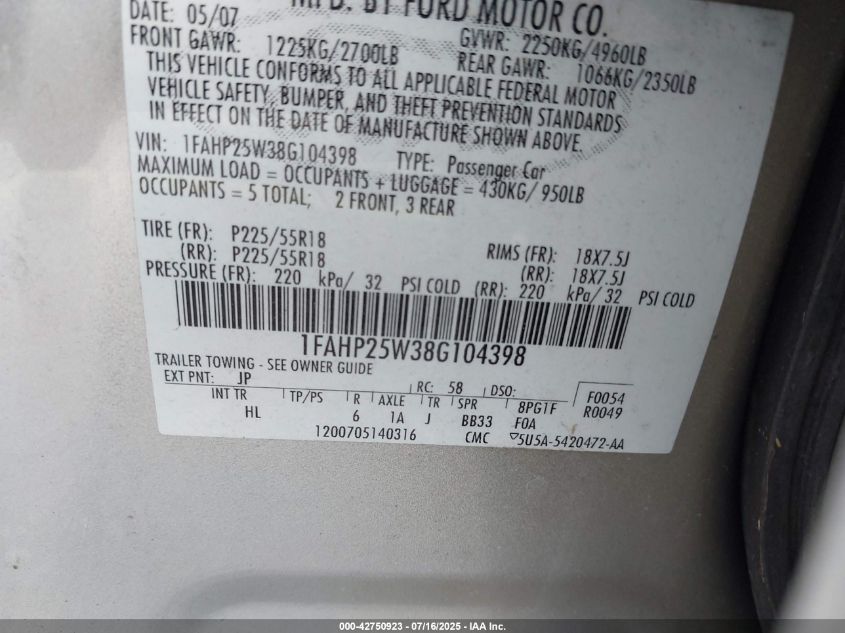 MFD. BY FORD MOTOR CO.
DATE: 05/07
GVWR: 2250KG/4960LB
FRONT GAWR: 1225KG/2700LB
REAR GAWR: 1066KG/2350LB
THIS VEHICLE CONFORMS TO ALL APPLICABLE FEDERAL MOTOR
VEHICLE SAFETY, BUMPER, AND THEFT PREVENTION STANDARDS
IN EFFECT ON THE DATE OF MANUFACTURE SHOWN ABOVE.
VIN: 1FAHP25W38G104398 TYPE: Passenger Car
MAXIMUM LOAD = OCCUPANTS + LUGGAGE = 430KG/ 950LB
OCCUPANTS = 5 TOTAL; 2 FRONT, 3 REAR
TIRE (FR): P225/55R18 RIMS (FR): 18X7.5J
(RR): P225/55R18 (RR): 18X7.5J
PRESSURE (FR): 220 kPa/ 32 PSI COLD (RR): 220 kPa/ 32 PSI COLD
1FAHP25W38G104398
TRAILER TOWING - SEE OWNER GUIDE
EXT PNT: JP RC: 58 DSO: F0054
INT TR TP/PS R AXLE TR SPR 8PG1F R0049
HL 6 1A J BB33 F0A
1200705140316 CMC ▽5U5A-5420472-AA
000-42750923 - 07/16/2025 - IAA Inc.